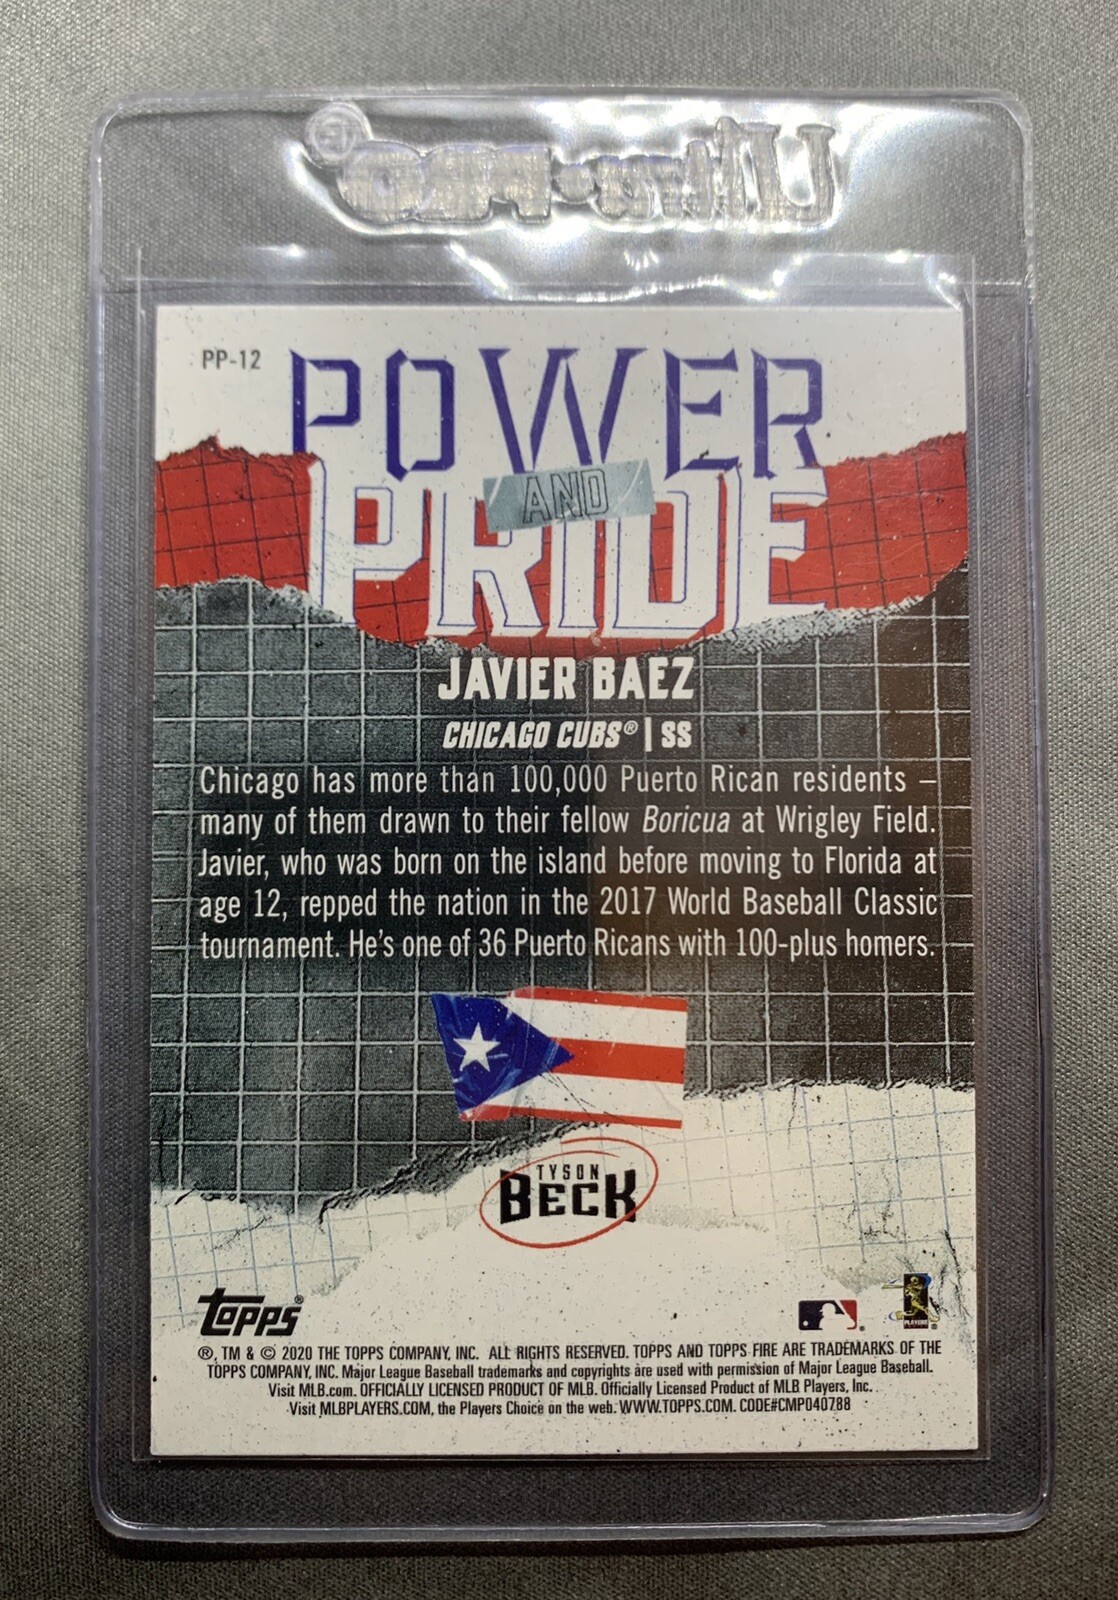 Ultra•PRO®
PP-12
POWER
AND
PRIDE
JAVIER BAEZ
CHICAGO CUBS® | SS
Chicago has more than 100,000 Puerto Rican residents –
many of them drawn to their fellow Boricua at Wrigley Field.
Javier, who was born on the island before moving to Florida at
age 12, repped the nation in the 2017 World Baseball Classic
tournament. He's one of 36 Puerto Ricans with 100-plus homers.
TYSON
BECK
topps®
PLAYERS
®, TM & © 2020 THE TOPPS COMPANY, INC. ALL RIGHTS RESERVED. TOPPS AND TOPPS FIRE ARE TRADEMARKS OF THE
TOPPS COMPANY, INC. Major League Baseball trademarks and copyrights are used with permission of Major League Baseball.
Visit MLB.com. OFFICIALLY LICENSED PRODUCT OF MLB. Officially Licensed Product of MLB Players, Inc.
Visit MLBPLAYERS.COM, the Players Choice on the web. WWW.TOPPS.COM. CODE#CMP040788